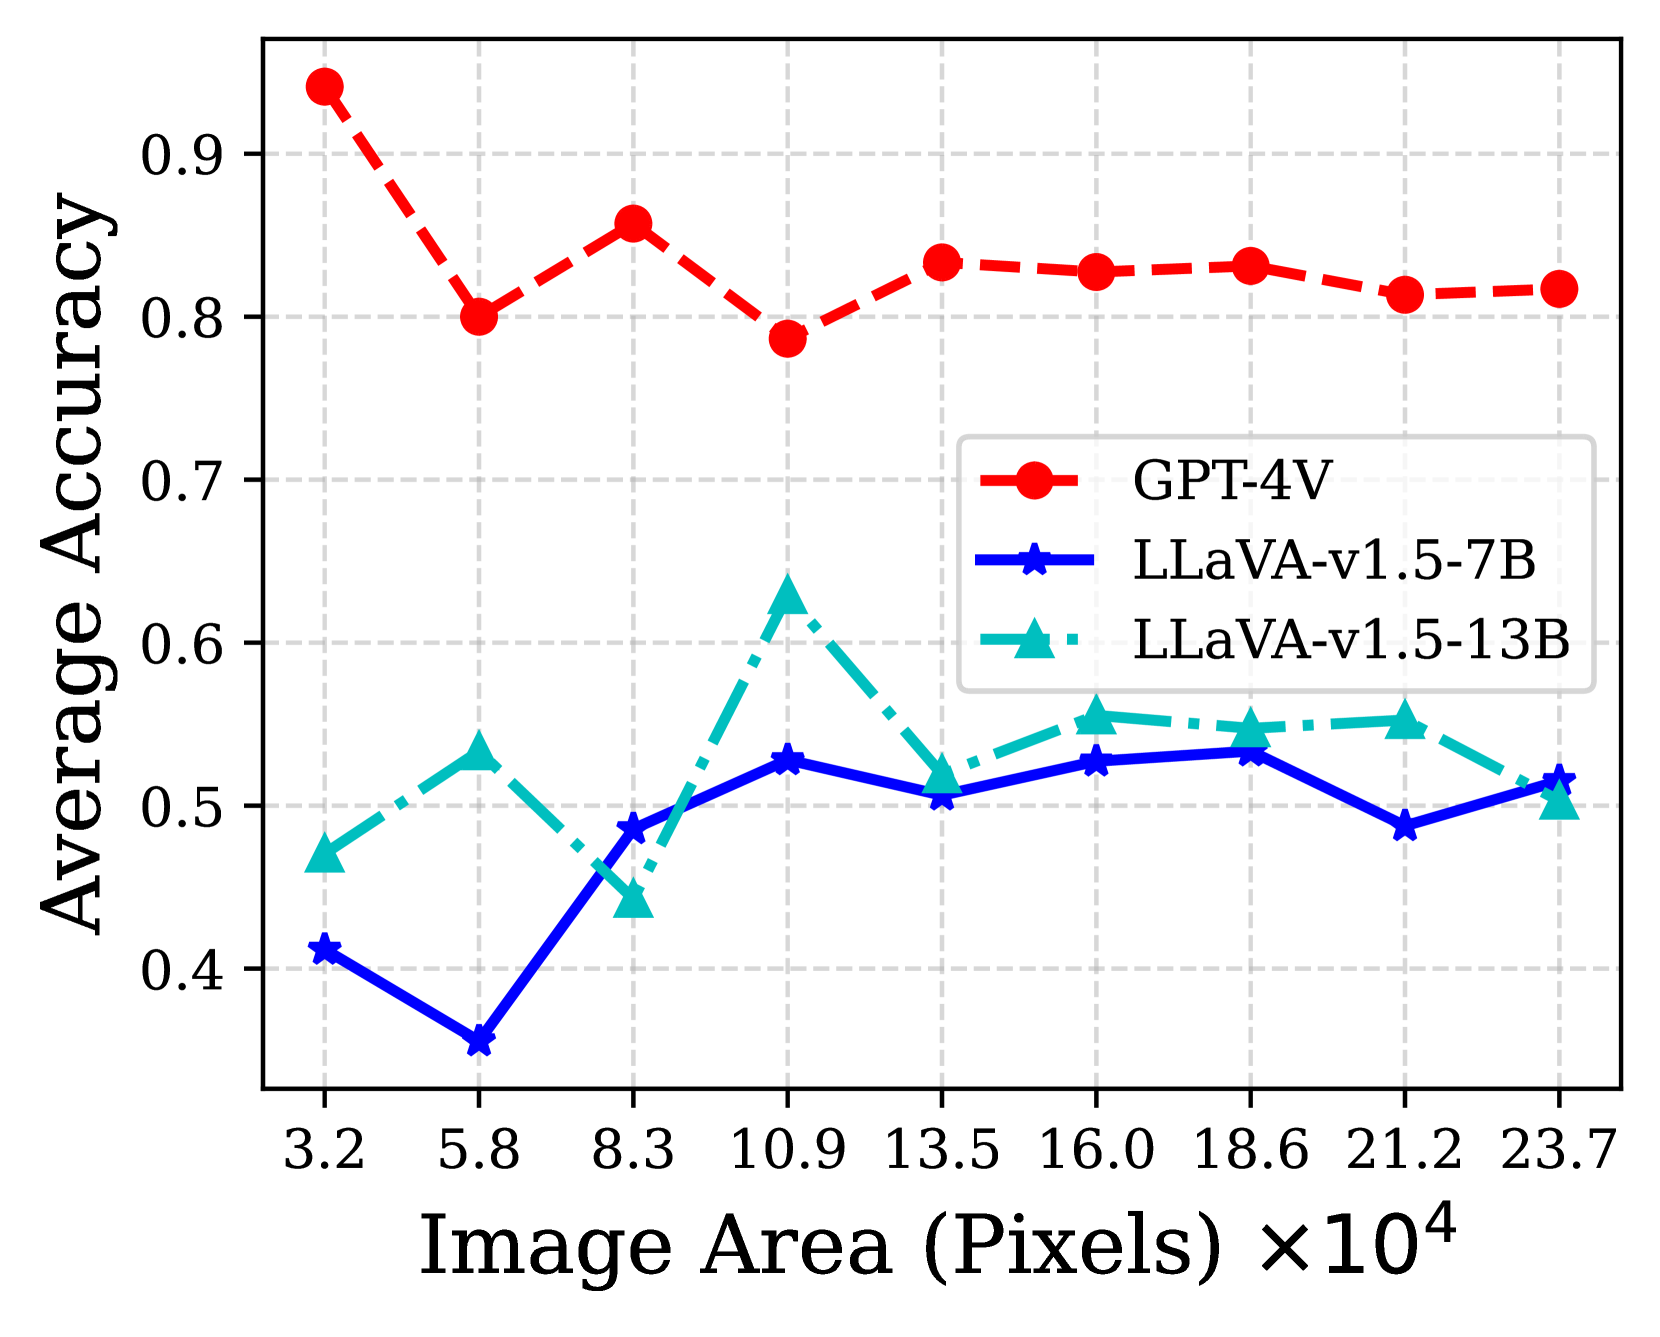 Average Accuracy
0.9
0.8
0.7
0.6
0.5
0.4
GPT-4V
LLaVA-v1.5-7B
LLaVA-v1.5-13B
3.2 5.8 8.3 10.9 13.5 16.0 18.6 21.2 23.7
Image Area (Pixels) ×10⁴